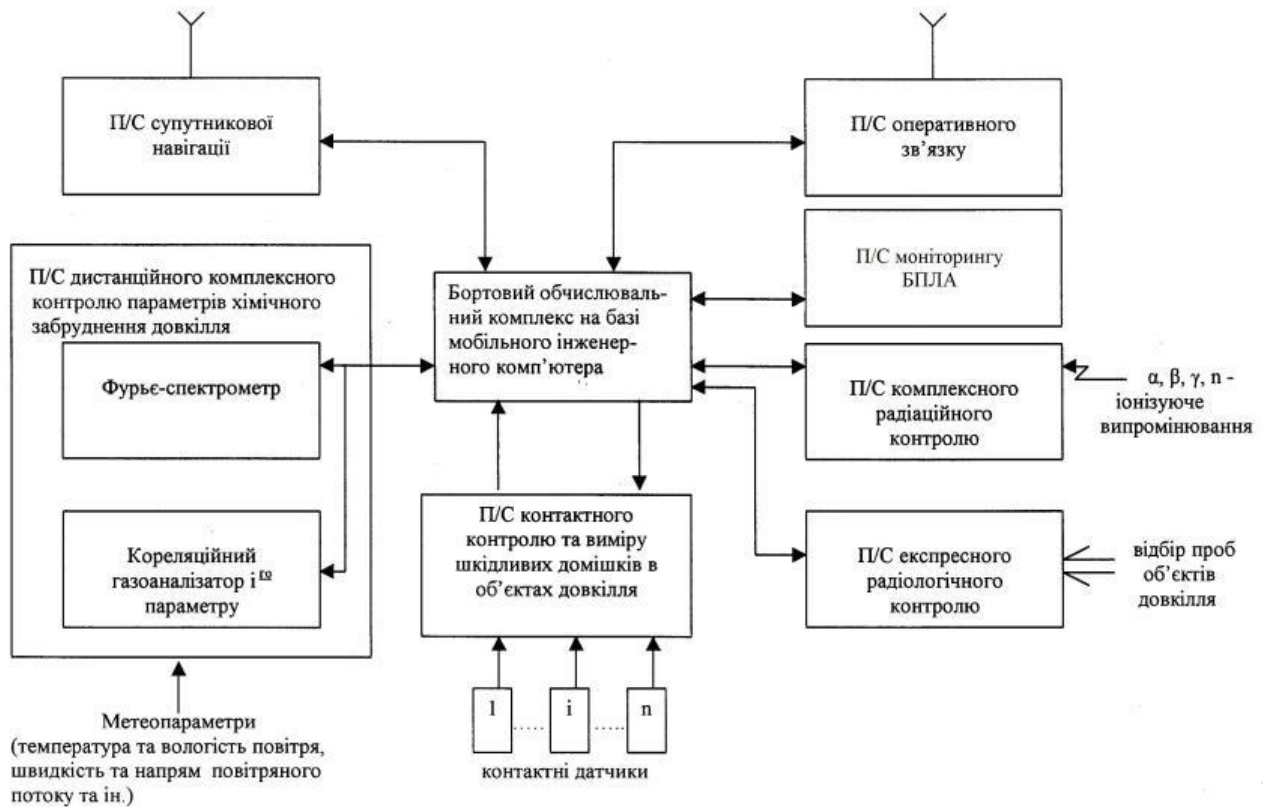 П/С супутникової
навігації
П/С оперативного
зв’язку
П/С моніторингу
БПЛА
П/С дистанційного комплексного
контролю параметрів хімічного
забруднення довкілля
Фурьє-спектрометр
Кореляційний
газоаналізатор і го
параметру
Бортовий обчислюваль-
ний комплекс на базі
мобільного інженер-
ного комп’ютера
П/С комплексного
радіаційного
контролю
α, β, γ, n -
іонізуюче
випромінювання
П/С контактного
контролю та виміру
шкідливих домішків в
об’єктах довкілля
П/С експресного
радіологічного
контролю
відбір проб
об’єктів
довкілля
1 ..... i ..... n
контактні датчики
Метеопараметри
(температура та вологість повітря,
швидкість та напрям повітряного
потоку та ін.)